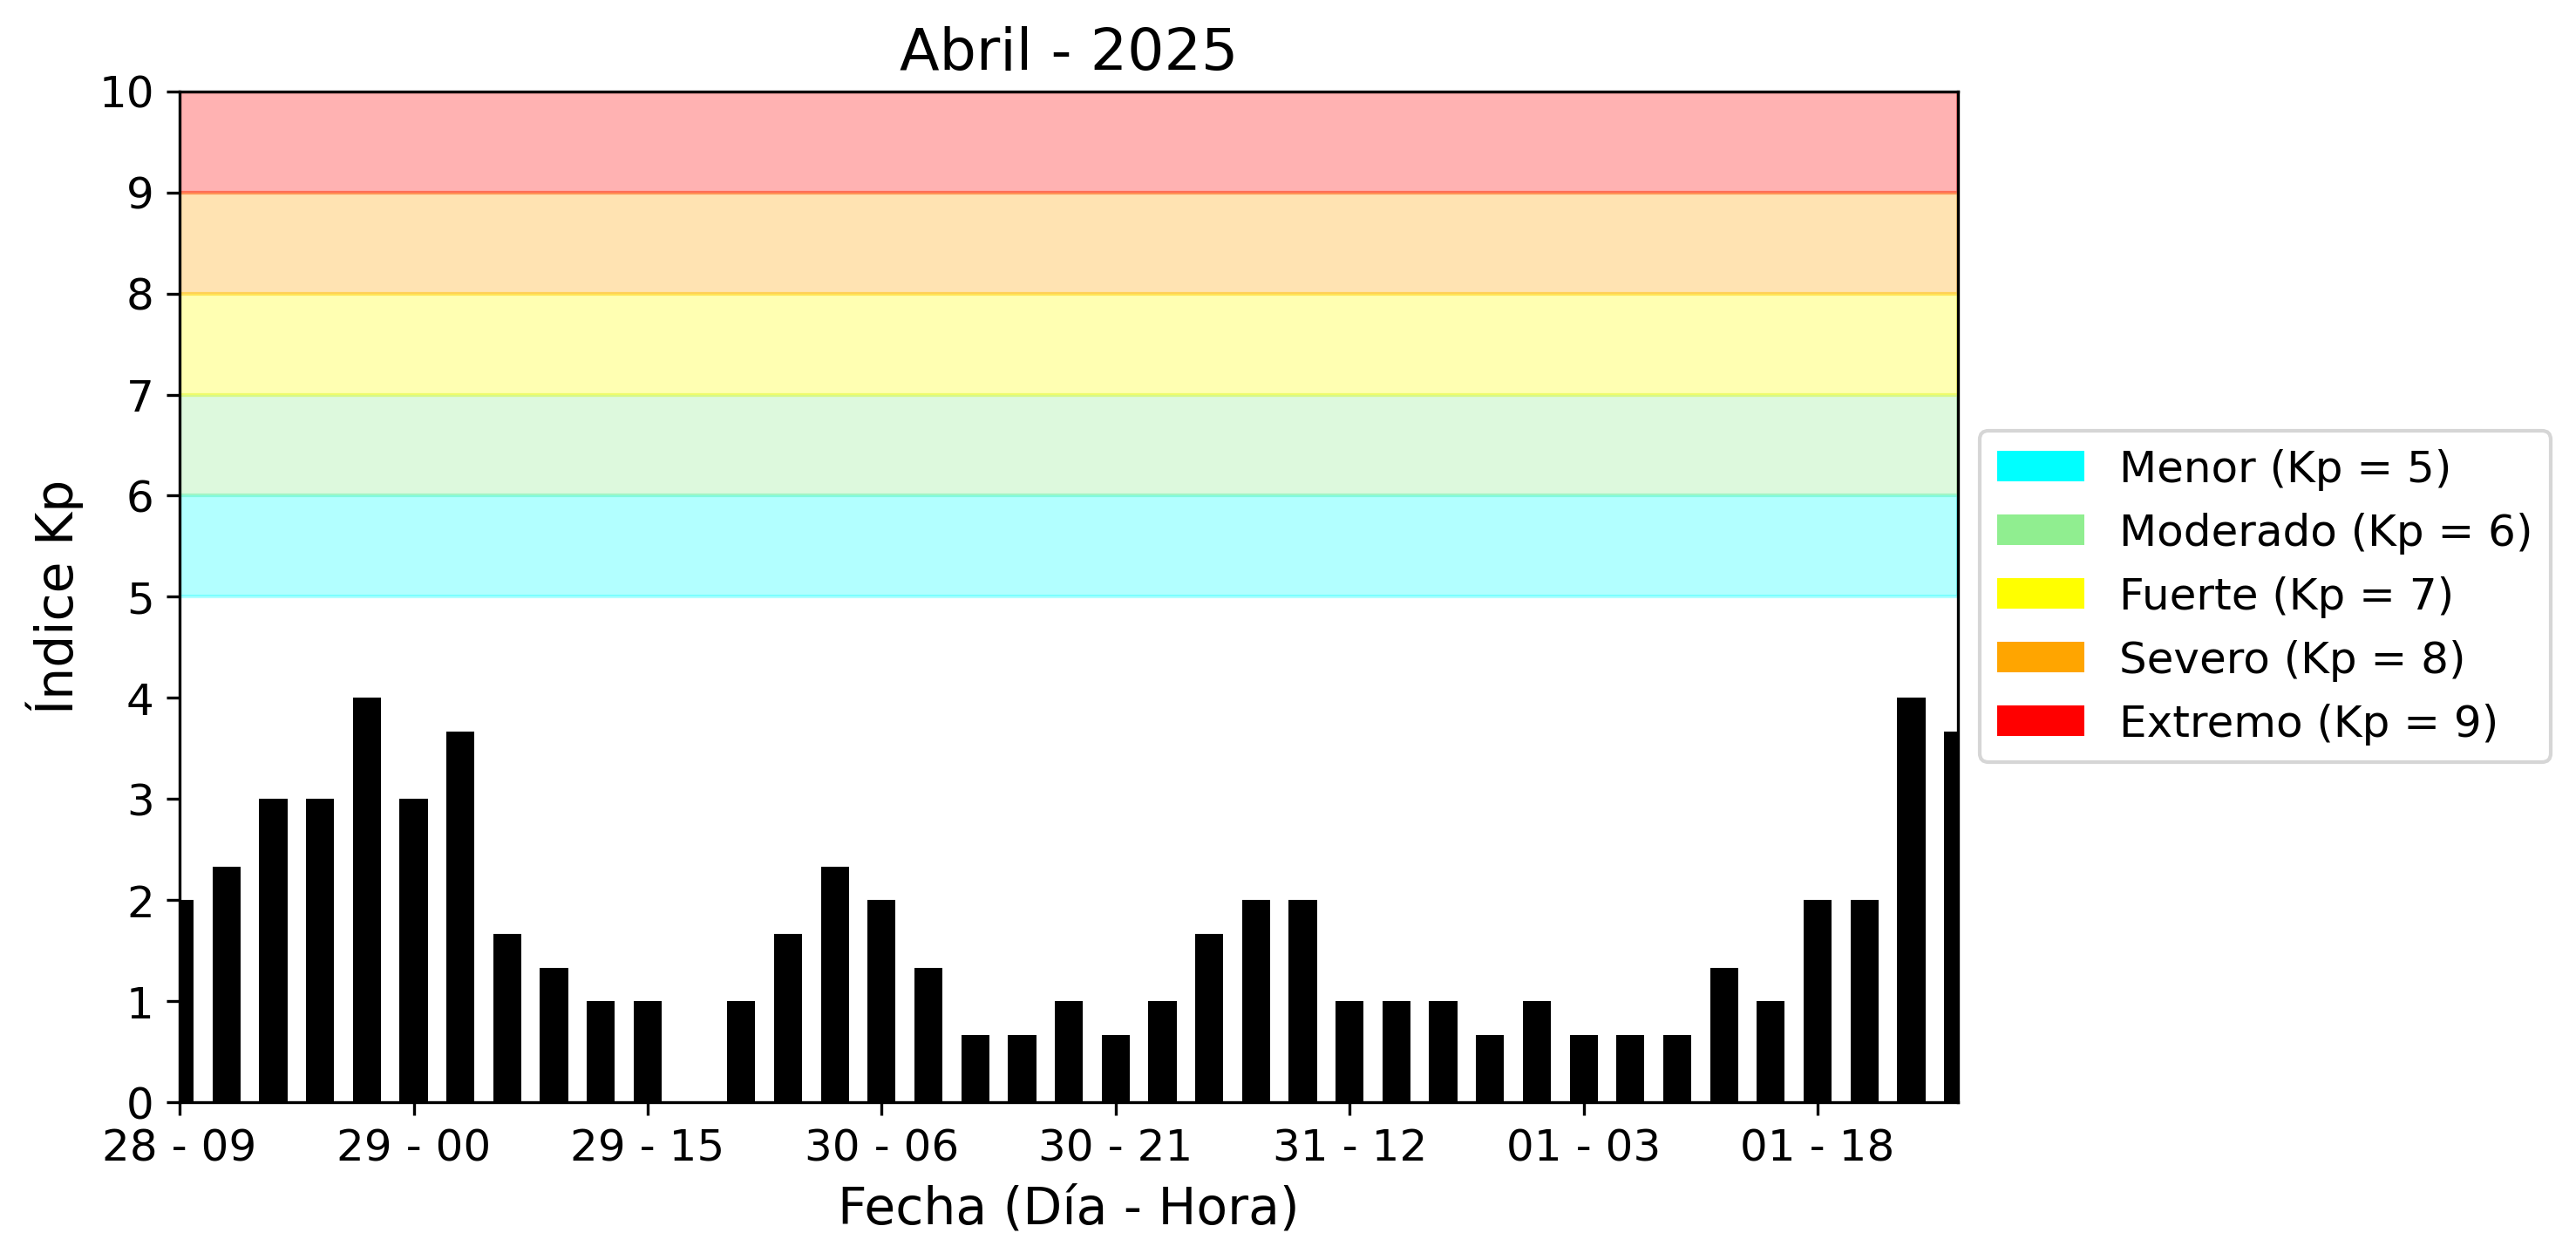 Abril - 2025
10
9
8
7
6
5
4
3
2
1
0
Índice Kp
28 - 09
29 - 00
29 - 15
30 - 06
30 - 21
31 - 12
01 - 03
01 - 18
Fecha (Día - Hora)
Menor (Kp = 5)
Moderado (Kp = 6)
Fuerte (Kp = 7)
Severo (Kp = 8)
Extremo (Kp = 9)